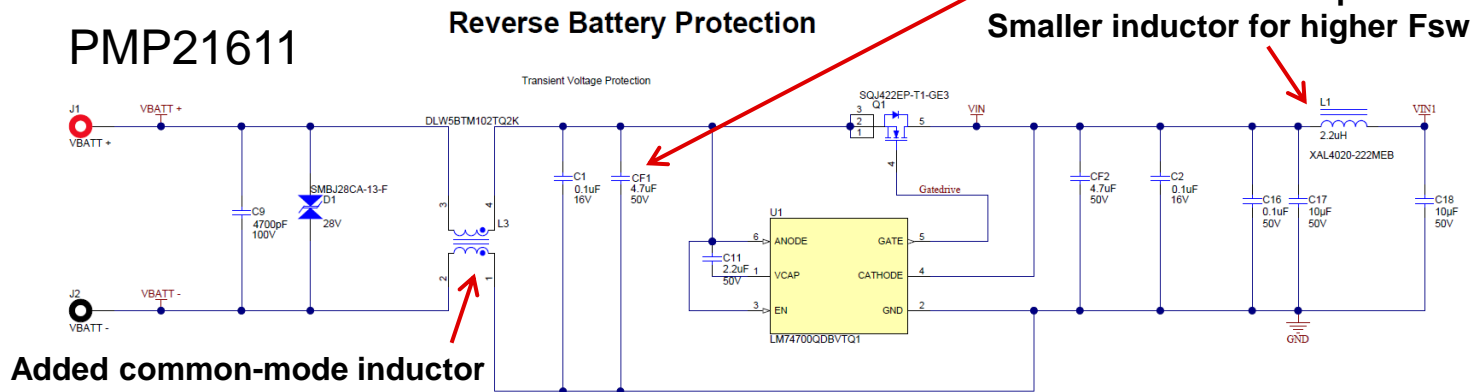 Reverse Battery Protection
Smaller inductor for higher Fsw
PMP21611
Transient Voltage Protection
J1
VBATT +
VBATT +
DLW5BTM102TQ2K
SQJ422EP-T1-GE3
Q1
3
2
1
5
4
VIN
L1
2.2uH
XAL4020-222MEB
VIN1
C9
4700pF
100V
SMBJ28CA-13-F
D1
28V
3
4
L3
2
1
C1
0.1uF
16V
CF1
4.7uF
50V
Gatedrive
CF2
4.7uF
50V
C2
0.1uF
16V
C16
0.1uF
50V
C17
10µF
50V
C18
10µF
50V
U1
6 ANODE GATE 5
C11
2.2uF
50V
1 VCAP CATHODE 4
3 EN GND 2
LM74700QDBVTQ1
J2
VBATT -
VBATT -
GND
Added common-mode inductor